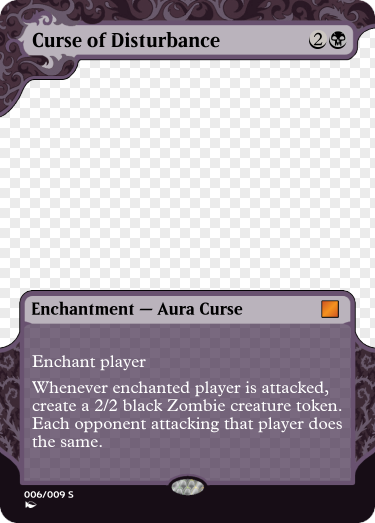 Curse of Disturbance 2
Enchantment — Aura Curse
Enchant player
Whenever enchanted player is attacked,
create a 2/2 black Zombie creature token.
Each opponent attacking that player does
the same.
006/009 S